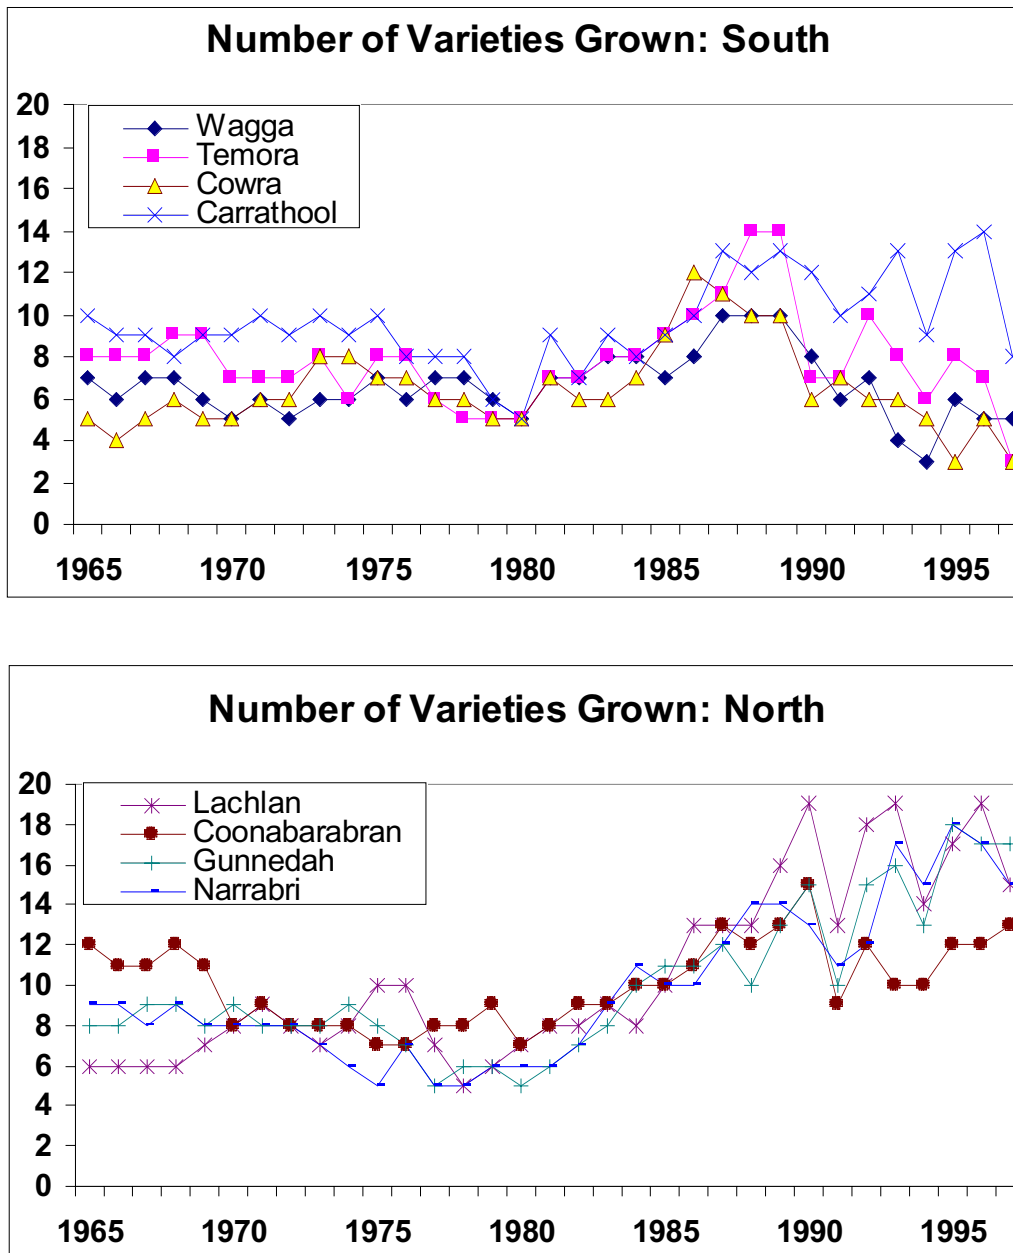 Number of Varieties Grown: South
20
18
16
14
12
10
8
6
4
2
0
Wagga
Temora
Cowra
Carrathool
1965 1970 1975 1980 1985 1990 1995
Number of Varieties Grown: North
20
18
16
14
12
10
8
6
4
2
0
Lachlan
Coonabarabran
Gunnedah
Narrabri
1965 1970 1975 1980 1985 1990 1995